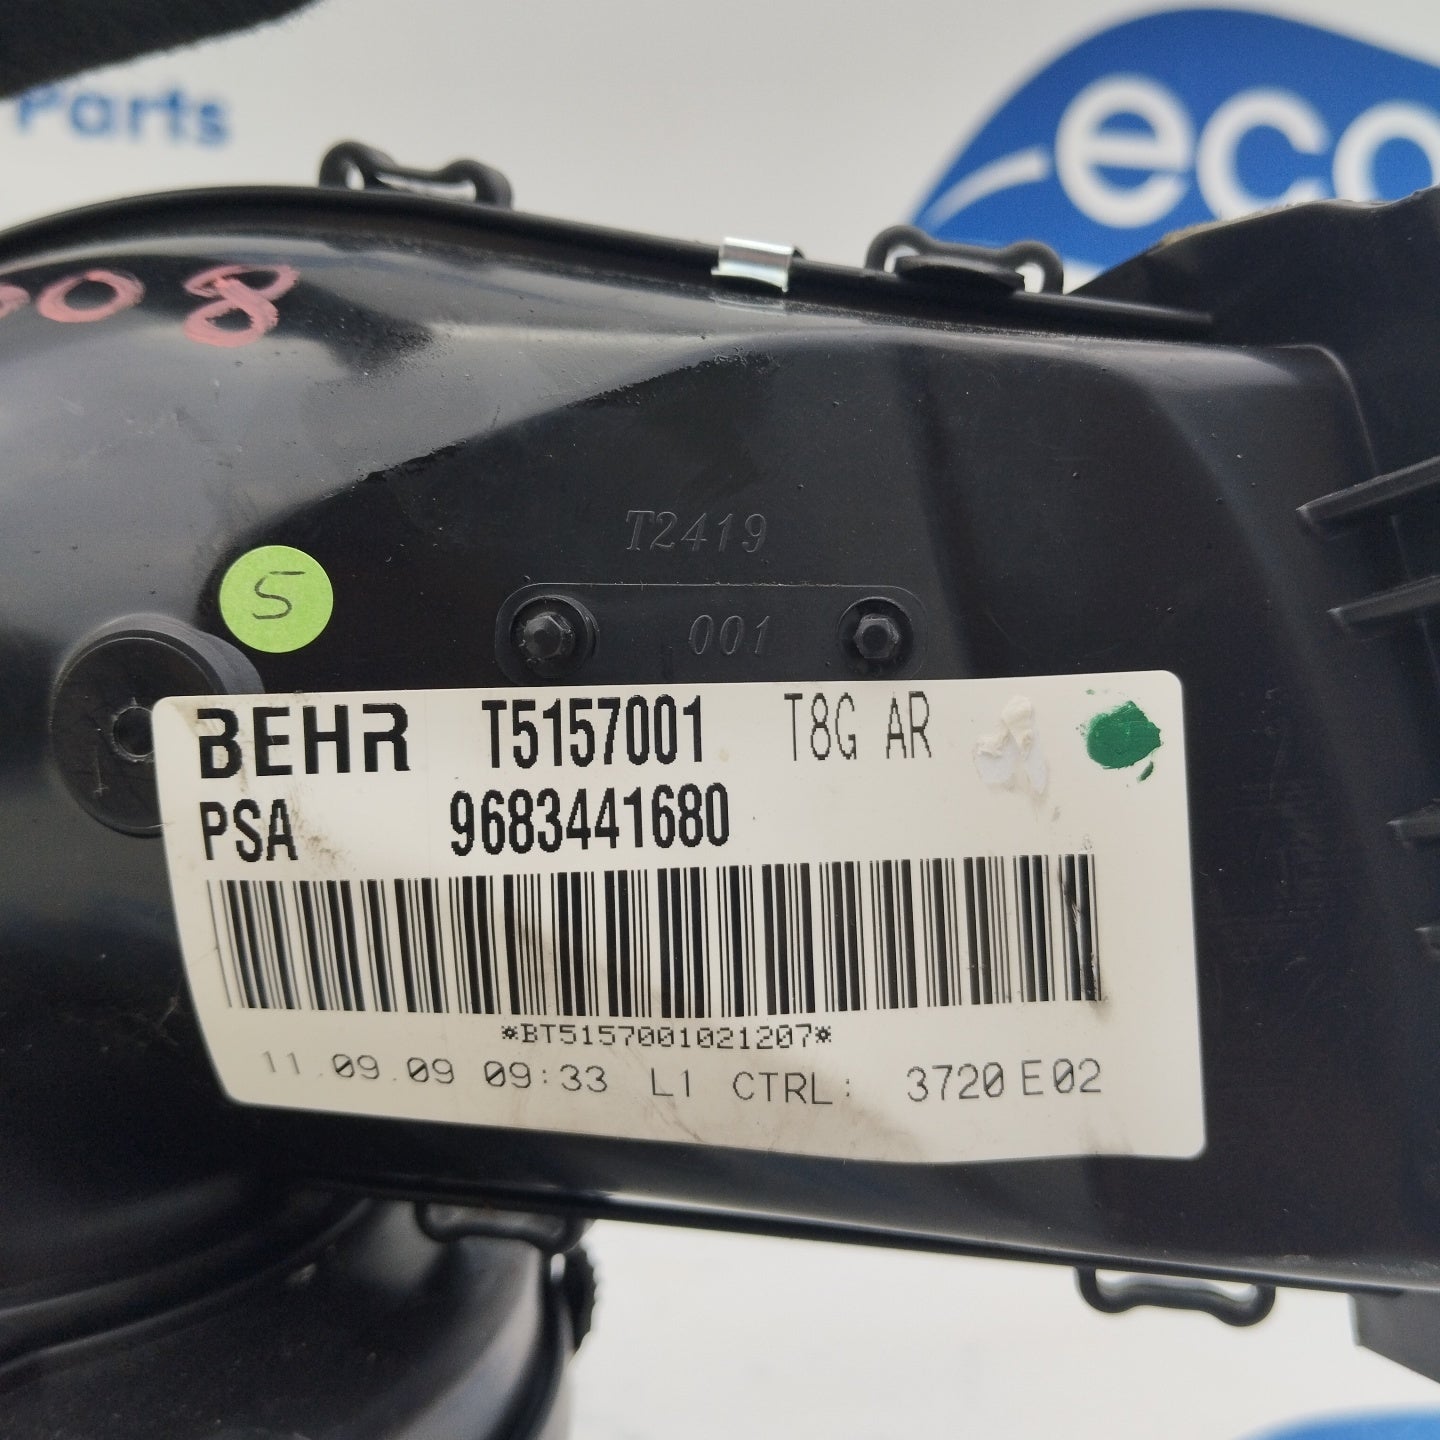 Parts
eco
08
T2419
001
5
BEHR T5157001 T8G AR
PSA 9683441680
*BT5157001021207*
11.09.09 09:33 L1 CTRL: 3720 E02